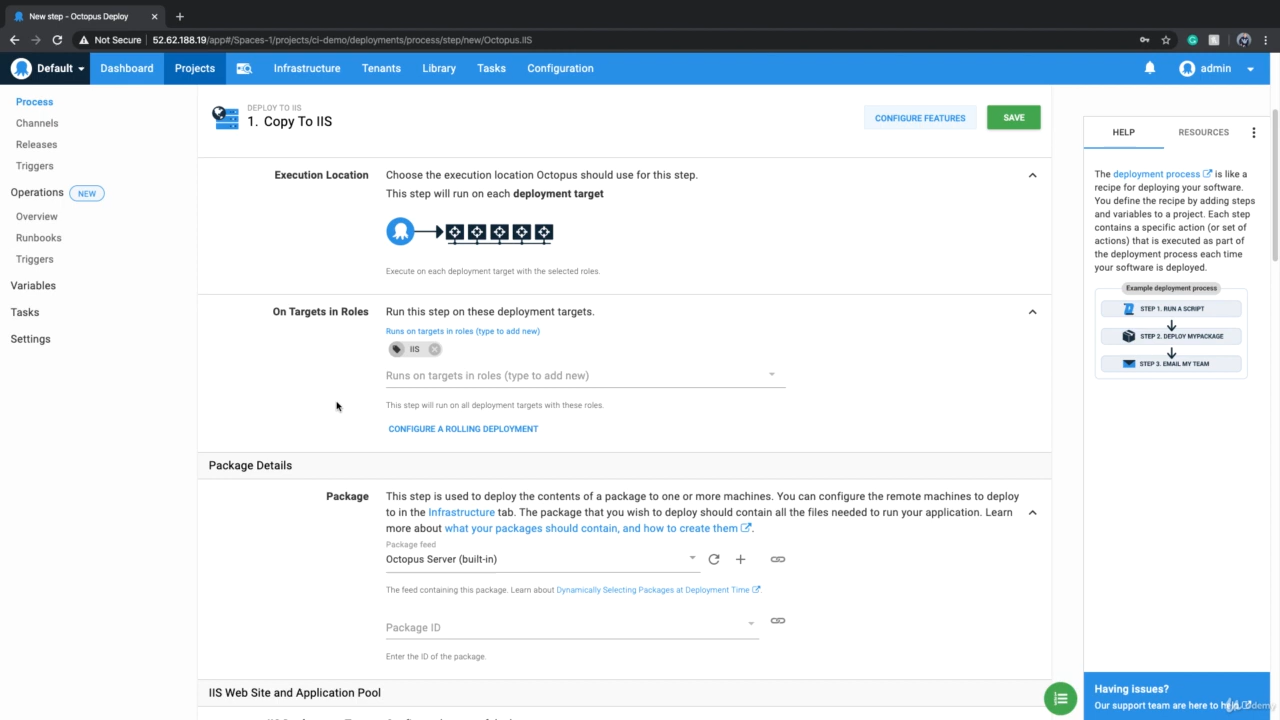 New step - Octopus Deploy
Not Secure 52.62.188.19/app#/Spaces-1/projects/ci-demo/deployments/process/step/new/Octopus.IIS
Default Dashboard Projects Infrastructure Tenants Library Tasks Configuration admin
Process
Channels
Releases
Triggers
Operations NEW
Overview
Runbooks
Triggers
Variables
Tasks
Settings
DEPLOY TO IIS
1. Copy To IIS
CONFIGURE FEATURES SAVE
Execution Location
Choose the execution location Octopus should use for this step.
This step will run on each deployment target
Execute on each deployment target with the selected roles.
On Targets in Roles
Run this step on these deployment targets.
Runs on targets in roles (type to add new)
IIS
Runs on targets in roles (type to add new)
This step will run on all deployment targets with these roles.
CONFIGURE A ROLLING DEPLOYMENT
Package Details
Package
This step is used to deploy the contents of a package to one or more machines. You can configure the remote machines to deploy
to in the Infrastructure tab. The package that you wish to deploy should contain all the files needed to run your application. Learn
more about what your packages should contain, and how to create them.
Package feed
Octopus Server (built-in)
The feed containing this package. Learn about Dynamically Selecting Packages at Deployment Time.
Package ID
Enter the ID of the package.
IIS Web Site and Application Pool
HELP RESOURCES
The deployment process is like a
recipe for deploying your software.
You define the recipe by adding steps
and variables to a project. Each step
contains a specific action (or set of
actions) that is executed as part of
the deployment process each time
your software is deployed.
Example deployment process
STEP 1. RUN A SCRIPT
STEP 2. DEPLOY MYPACKAGE
STEP 3. EMAIL MY TEAM
Having issues?
Our support team are here to
Udemy